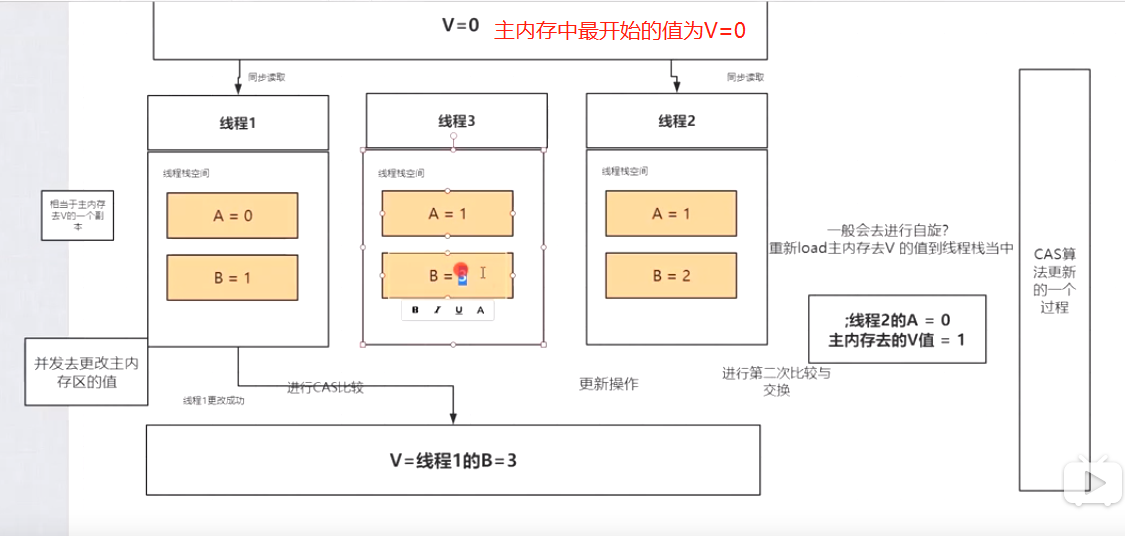 V=0
主内存中最开始的值为V=0
同步读取
同步读取
线程1
线程3
线程2
线程栈空间
线程栈空间
线程栈空间
相当于主内存
去V的一个副
本
A = 0
A = 1
A = 1
B = 1
B = 3
B = 2
B I U A
一般会去进行自旋?
重新load主内存去V 的值到线程栈当中
;线程2的A = 0
主内存去的V值 = 1
CAS算
法更新
的一个
过程
并发去更改主内
存区的值
进行CAS比较
线程1更改成功
更新操作
进行第二次比较与
交换
V=线程1的B=3